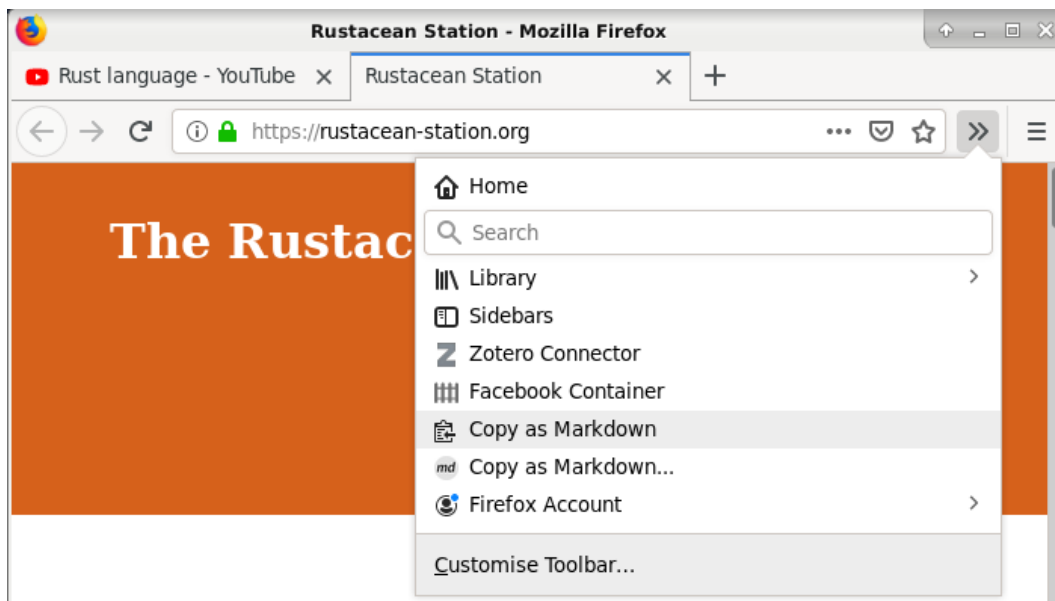 Rustacean Station - Mozilla Firefox
Rust language - YouTube
Rustacean Station
https://rustacean-station.org
Home
The Rustac
Search
Library
Sidebars
Zotero Connector
Facebook Container
Copy as Markdown
md Copy as Markdown...
Firefox Account
Customise Toolbar...